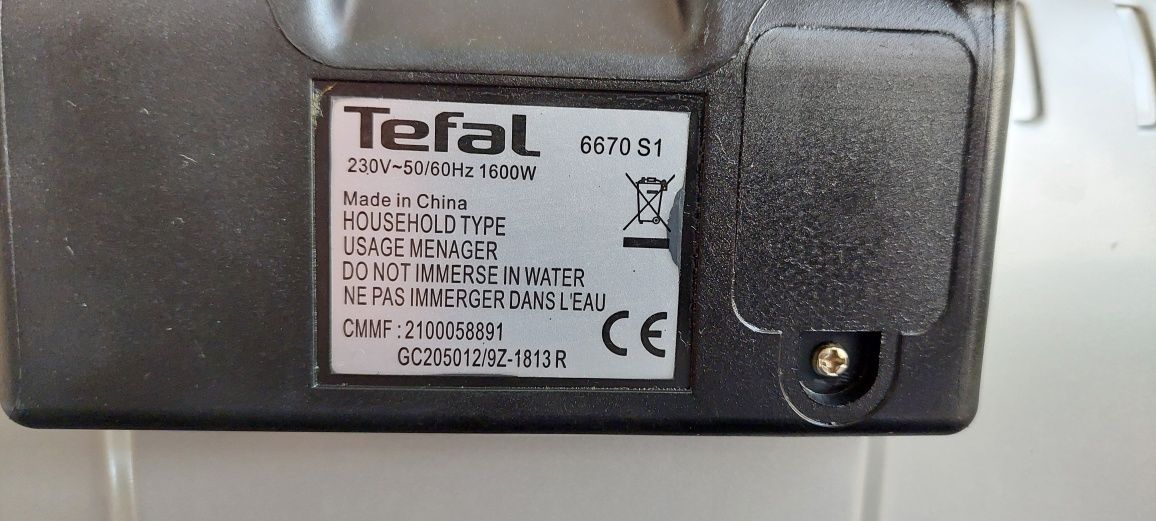 Tefal
6670 S1
230V~50/60Hz 1600W
Made in China
HOUSEHOLD TYPE
USAGE MENAGER
DO NOT IMMERSE IN WATER
NE PAS IMMERGER DANS L'EAU
CE
CMMF : 2100058891
GC205012/9Z-1813 R